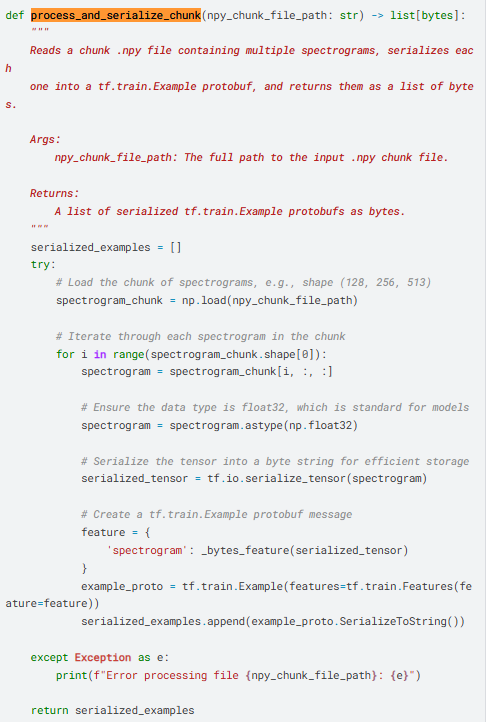 def process_and_serialize_chunk(npy_chunk_file_path: str) -> list[bytes]:
    """
    Reads a chunk .npy file containing multiple spectrograms, serializes eac
h
    one into a tf.train.Example protobuf, and returns them as a list of byte
s.

    Args:
        npy_chunk_file_path: The full path to the input .npy chunk file.

    Returns:
        A list of serialized tf.train.Example protobufs as bytes.
    """
    serialized_examples = []
    try:
        # Load the chunk of spectrograms, e.g., shape (128, 256, 513)
        spectrogram_chunk = np.load(npy_chunk_file_path)

        # Iterate through each spectrogram in the chunk
        for i in range(spectrogram_chunk.shape[0]):
            spectrogram = spectrogram_chunk[i, :, :]

            # Ensure the data type is float32, which is standard for models
            spectrogram = spectrogram.astype(np.float32)

            # Serialize the tensor into a byte string for efficient storage
            serialized_tensor = tf.io.serialize_tensor(spectrogram)

            # Create a tf.train.Example protobuf message
            feature = {
                'spectrogram': _bytes_feature(serialized_tensor)
            }
            example_proto = tf.train.Example(features=tf.train.Features(fe
ature=feature))
            serialized_examples.append(example_proto.SerializeToString())

    except Exception as e:
        print(f"Error processing file {npy_chunk_file_path}: {e}")

    return serialized_examples